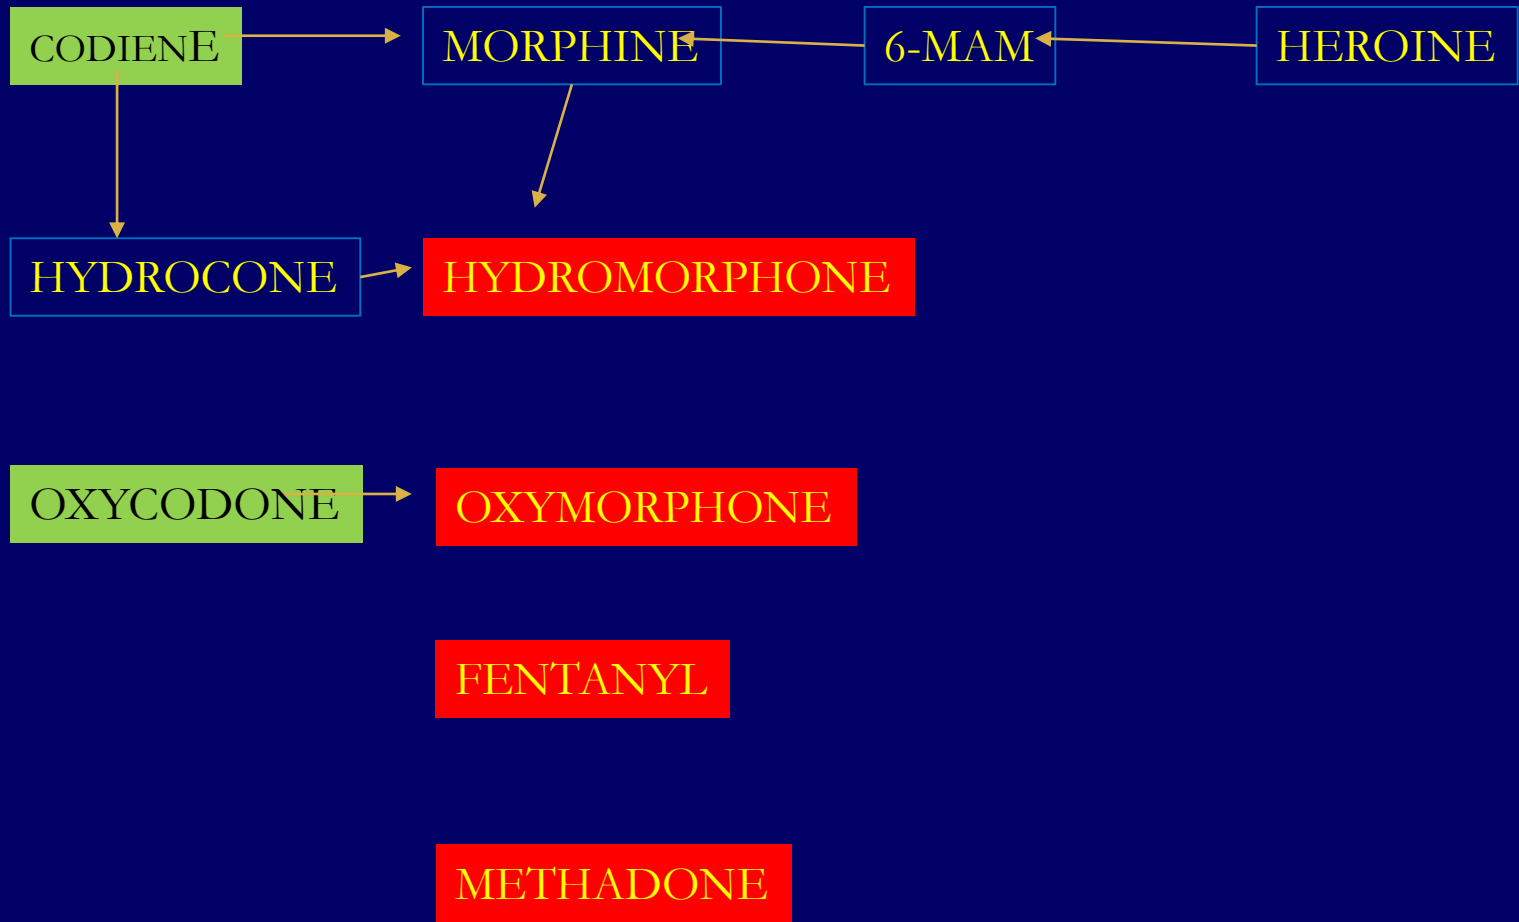 CODIENE
MORPHINE
6-MAM
HEROINE
HYDROCONE
HYDROMORPHONE
OXYCODONE
OXYMORPHONE
FENTANYL
METHADONE